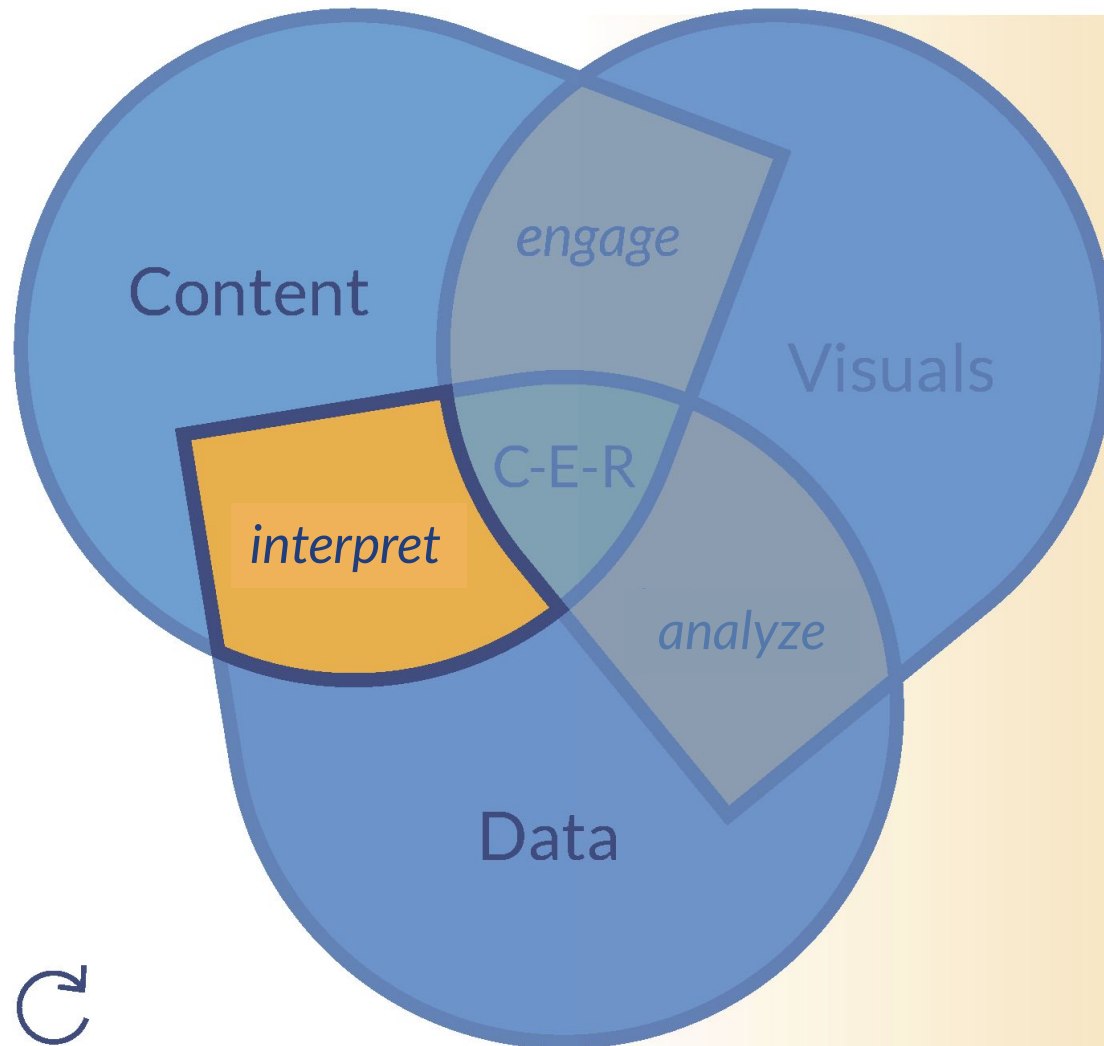 engage
Content
Visuals
C-E-R
interpret
analyze
Data